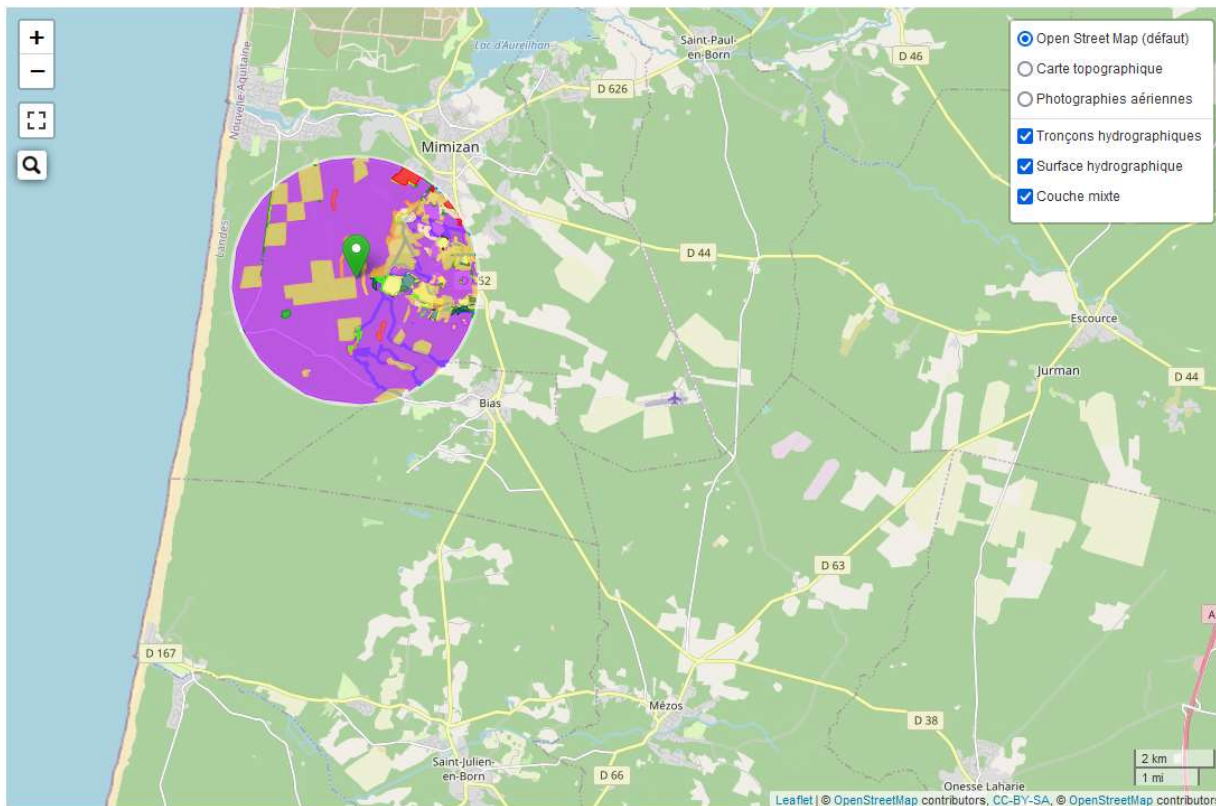 +
−
Open Street Map (défaut)
Carte topographique
Photographies aériennes
Tronçons hydrographiques
Surface hydrographique
Couche mixte
Nouvelle-Aquitaine
Landes
Lac d'Aureilhan
Saint-Paul-
en-Born
D 46
D 626
Mimizan
D 44
Escource
Jurman
D 44
Bias
D 63
D 167
Mézos
D 38
Saint-Julien-
en-Born
D 66
Onesse Laharie
A
2 km
1 mi
Leaflet | © OpenStreetMap contributors, CC-BY-SA, © OpenStreetMap contributors